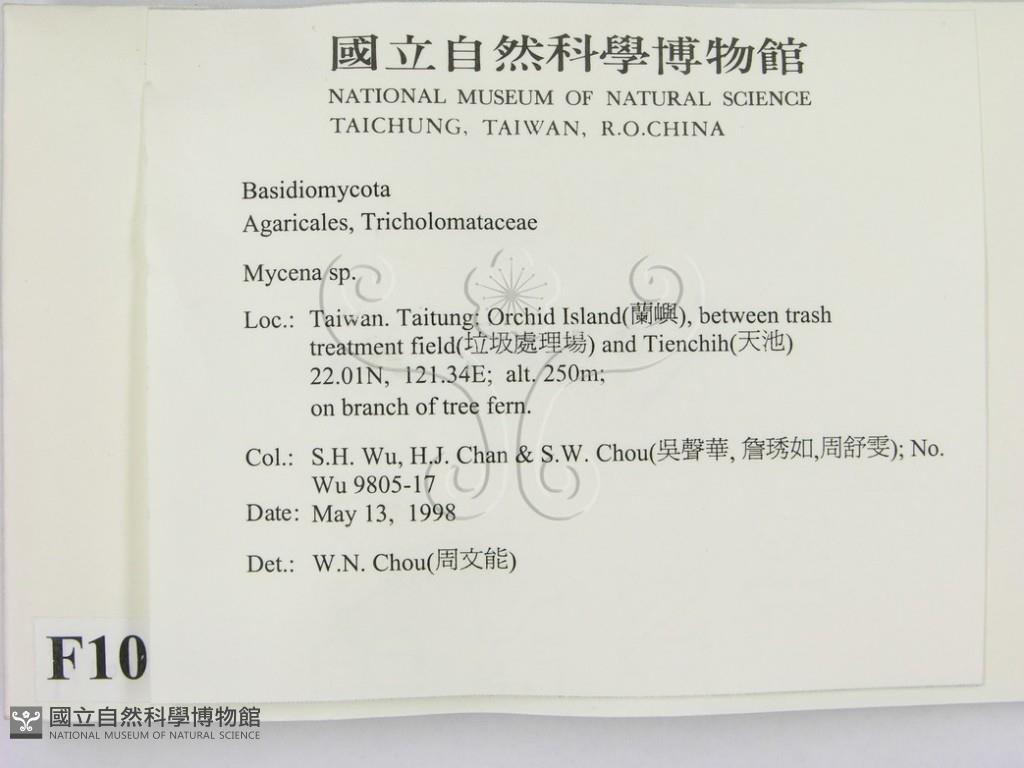 國立自然科學博物館
NATIONAL MUSEUM OF NATURAL SCIENCE
TAICHUNG, TAIWAN, R.O.CHINA
Basidiomycota
Agaricales, Tricholomataceae
Mycena sp.
Loc.: Taiwan. Taitung: Orchid Island(蘭嶼), between trash
treatment field(垃圾處理場) and Tienchih(天池)
22.01N, 121.34E; alt. 250m;
on branch of tree fern.
Col.: S.H. Wu, H.J. Chan & S.W. Chou(吳聲華, 詹琇如,周舒雯); No.
Wu 9805-17
Date: May 13, 1998
Det.: W.N. Chou(周文能)
F10
國立自然科學博物館
NATIONAL MUSEUM OF NATURAL SCIENCE